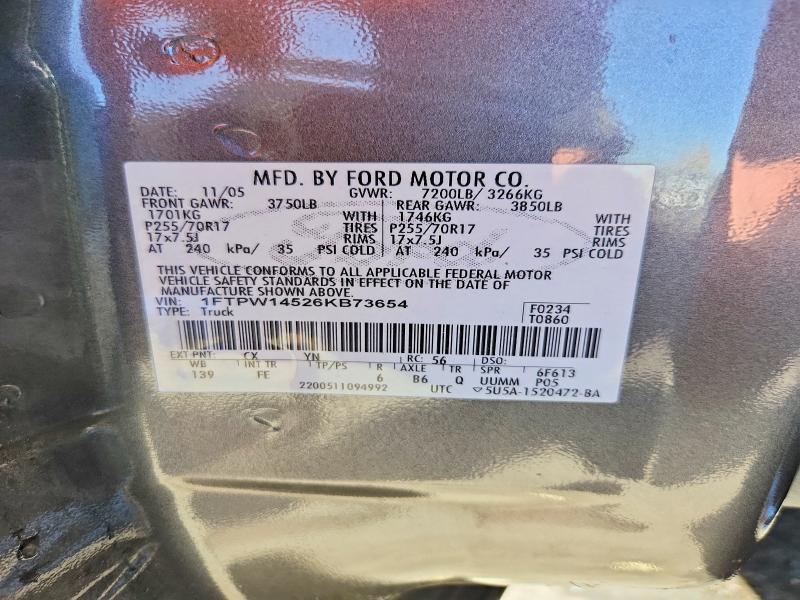 MFD. BY FORD MOTOR CO.
DATE: 11/05 GVWR: 7200LB/ 3266KG
FRONT GAWR: 3750LB REAR GAWR: 3850LB
1701KG WITH 1746KG WITH
P255/70R17 TIRES P255/70R17 TIRES
17x7.5J RIMS 17x7.5J RIMS
AT 240 kPa/ 35 PSI COLD AT 240 kPa/ 35 PSI COLD
THIS VEHICLE CONFORMS TO ALL APPLICABLE FEDERAL MOTOR
VEHICLE SAFETY STANDARDS IN EFFECT ON THE DATE OF
MANUFACTURE SHOWN ABOVE.
VIN: 1FTPW14526KB73654 F0234
TYPE: Truck T0860
EXT PNT: CX YN RC: 56 DSO:
WB INT TR TP/PS R AXLE TR SPR 6F613
139 FE 6 B6 Q UUMM P05
2200511094992 UTC 5U5A-1520472-BA